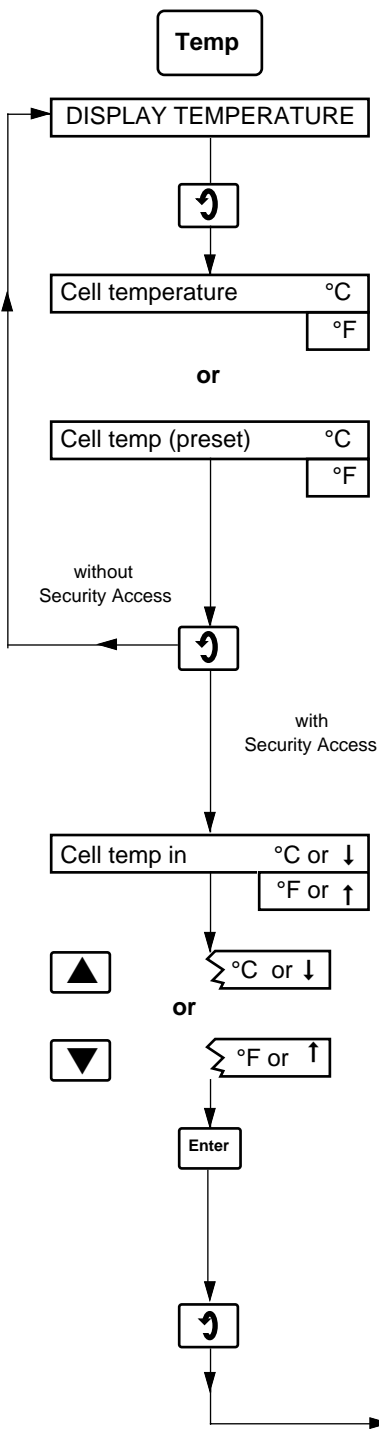 Temp
DISPLAY TEMPERATURE
Cell temperature °C
°F
or
Cell temp (preset) °C
°F
without
Security Access
with
Security Access
Cell temp in °C or ↓
°F or ↑
°C or ↓
or
°F or ↑
Enter